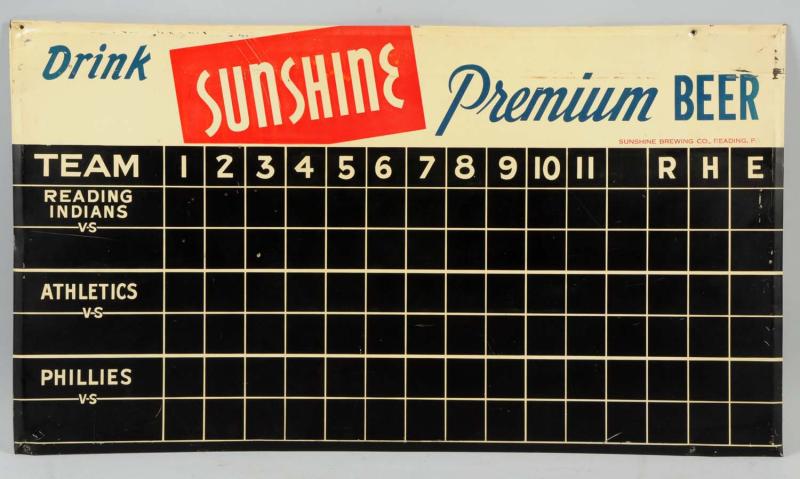 Drink SUNSHINE Premium BEER
SUNSHINE BREWING CO., READING, P
TEAM 1 2 3 4 5 6 7 8 9 10 11 R H E
READING
INDIANS
VS
ATHLETICS
VS
PHILLIES
VS